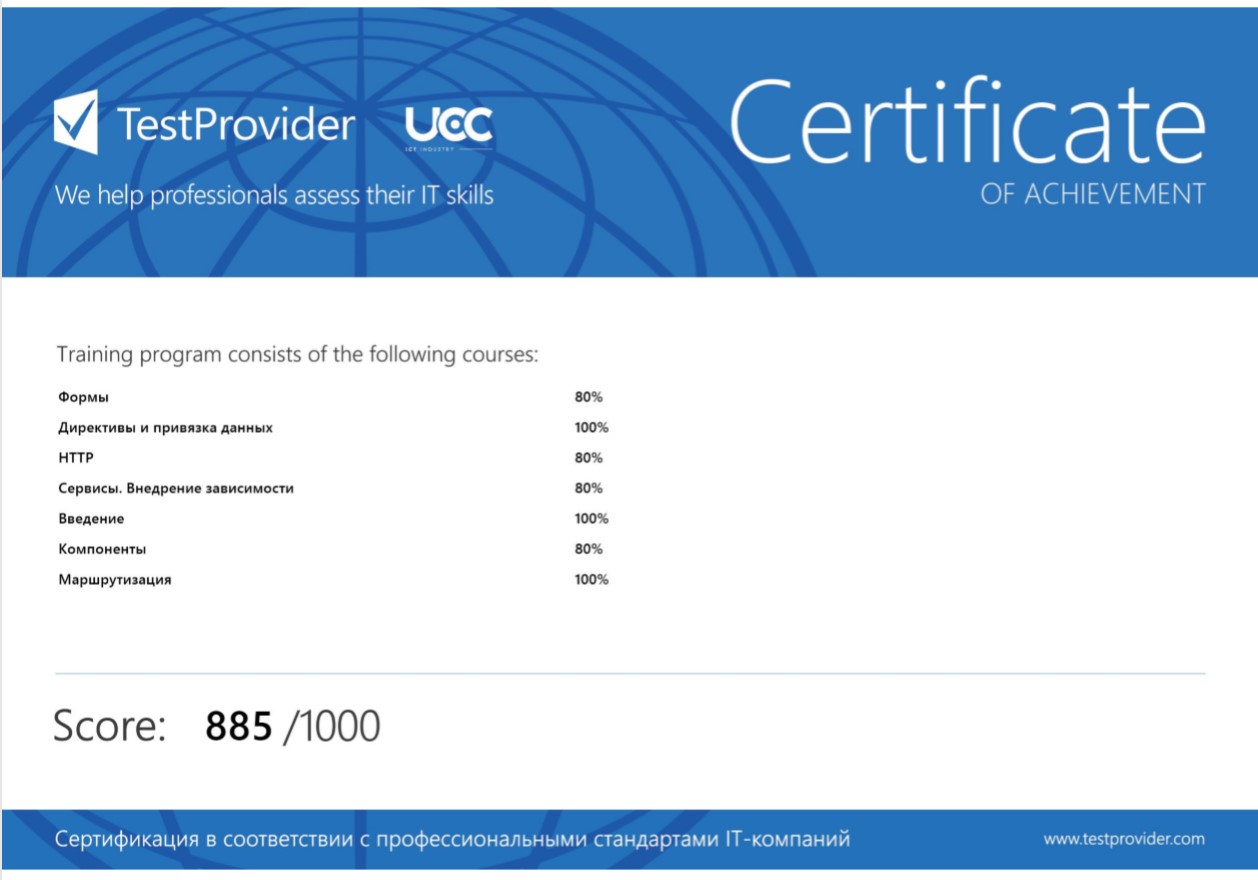 TestProvider
UCC
ICT INDUSTRY
We help professionals assess their IT skills
Certificate
OF ACHIEVEMENT
Training program consists of the following courses:
Формы 80%
Директивы и привязка данных 100%
HTTP 80%
Сервисы. Внедрение зависимости 80%
Введение 100%
Компоненты 80%
Маршрутизация 100%
Score: 885 /1000
Сертификация в соответствии с профессиональными стандартами IT-компаний
www.testprovider.com